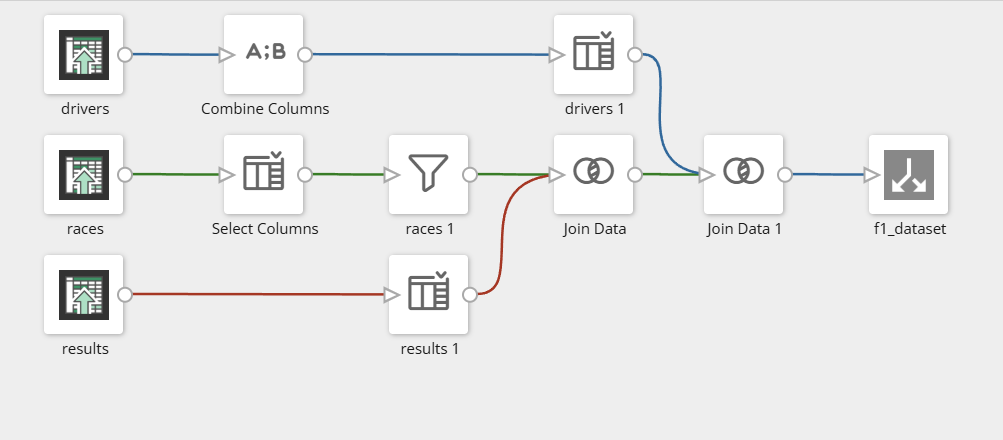 A;B
drivers
Combine Columns
drivers 1
races
Select Columns
races 1
Join Data
Join Data 1
f1_dataset
results
results 1